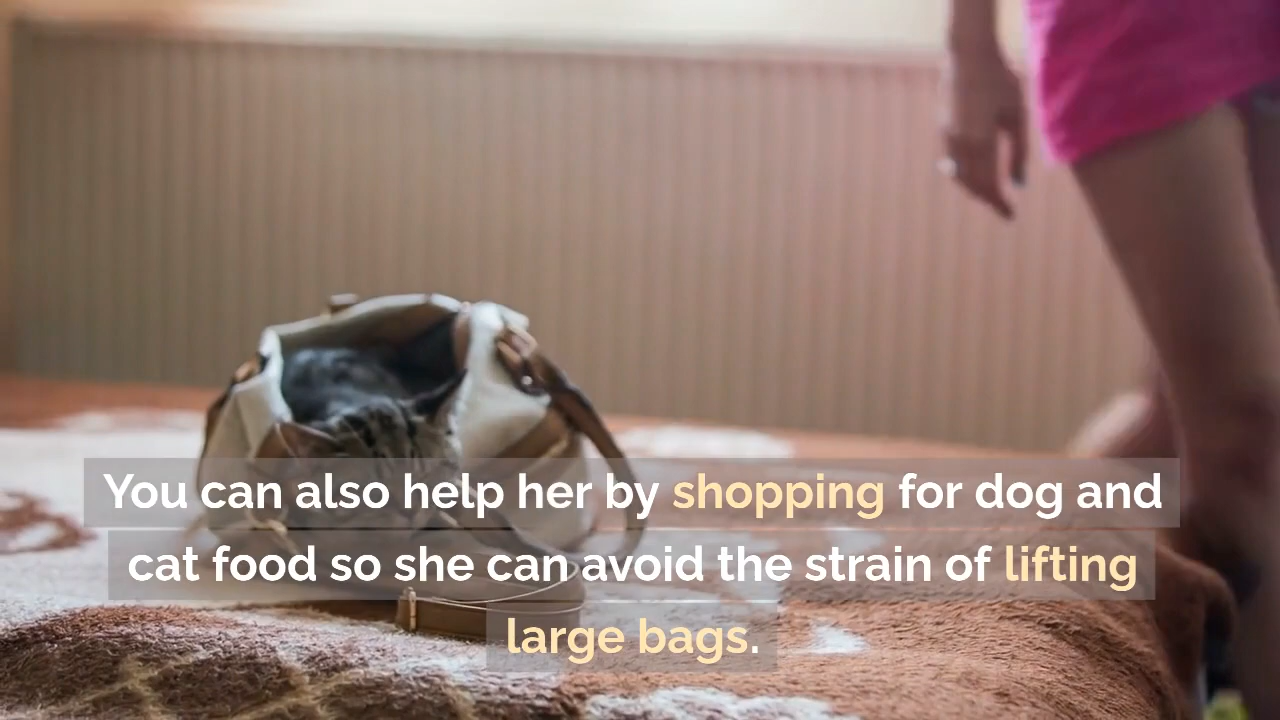 You can also help her by shopping for dog and
cat food so she can avoid the strain of lifting
large bags.